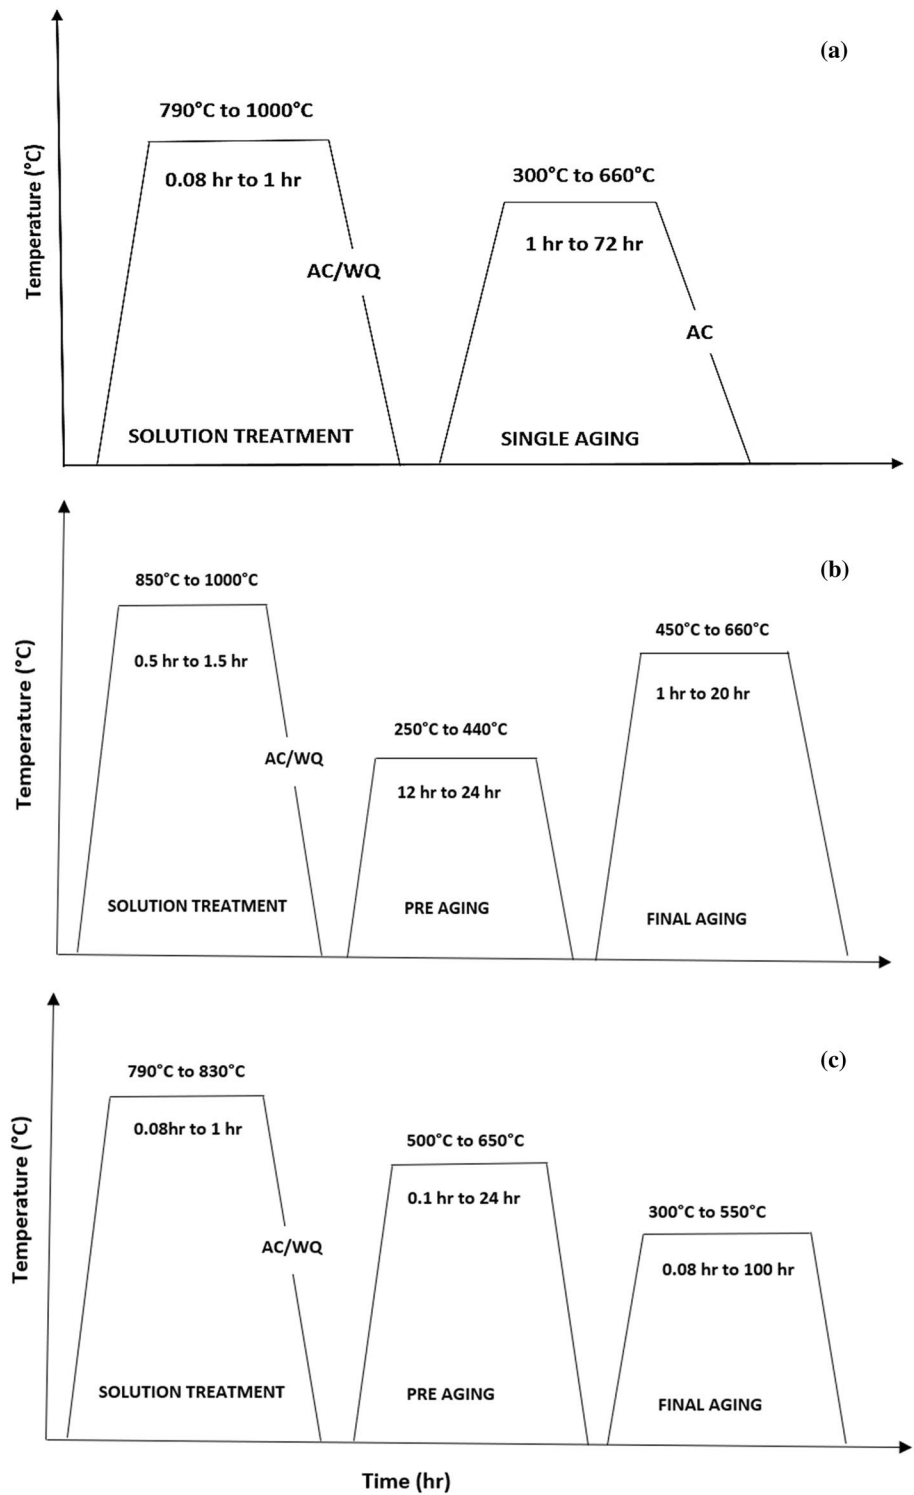 (a)
790°C to 1000°C
0.08 hr to 1 hr
300°C to 660°C
1 hr to 72 hr
AC/WQ
AC
SOLUTION TREATMENT
SINGLE AGING
Temperature (°C)
(b)
850°C to 1000°C
0.5 hr to 1.5 hr
450°C to 660°C
1 hr to 20 hr
250°C to 440°C
12 hr to 24 hr
AC/WQ
SOLUTION TREATMENT
PRE AGING
FINAL AGING
Temperature (°C)
(c)
790°C to 830°C
0.08hr to 1 hr
500°C to 650°C
0.1 hr to 24 hr
300°C to 550°C
0.08 hr to 100 hr
AC/WQ
SOLUTION TREATMENT
PRE AGING
FINAL AGING
Temperature (°C)
Time (hr)